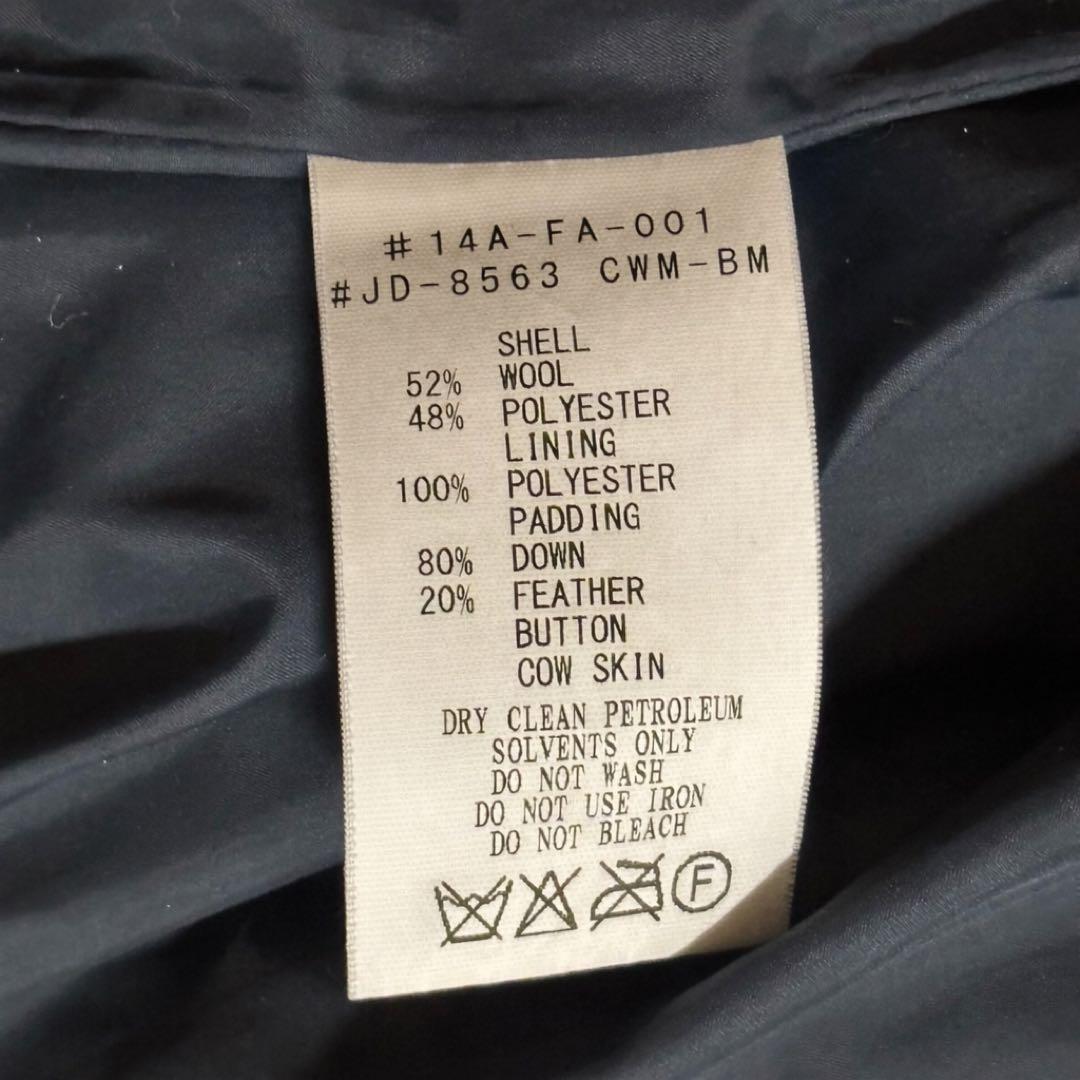 #14A-FA-001
#JD-8563 CWM-BM
SHELL
52% WOOL
48% POLYESTER
LINING
100% POLYESTER
PADDING
80% DOWN
20% FEATHER
BUTTON
COW SKIN
DRY CLEAN PETROLEUM
SOLVENTS ONLY
DO NOT WASH
DO NOT USE IRON
DO NOT BLEACH
F